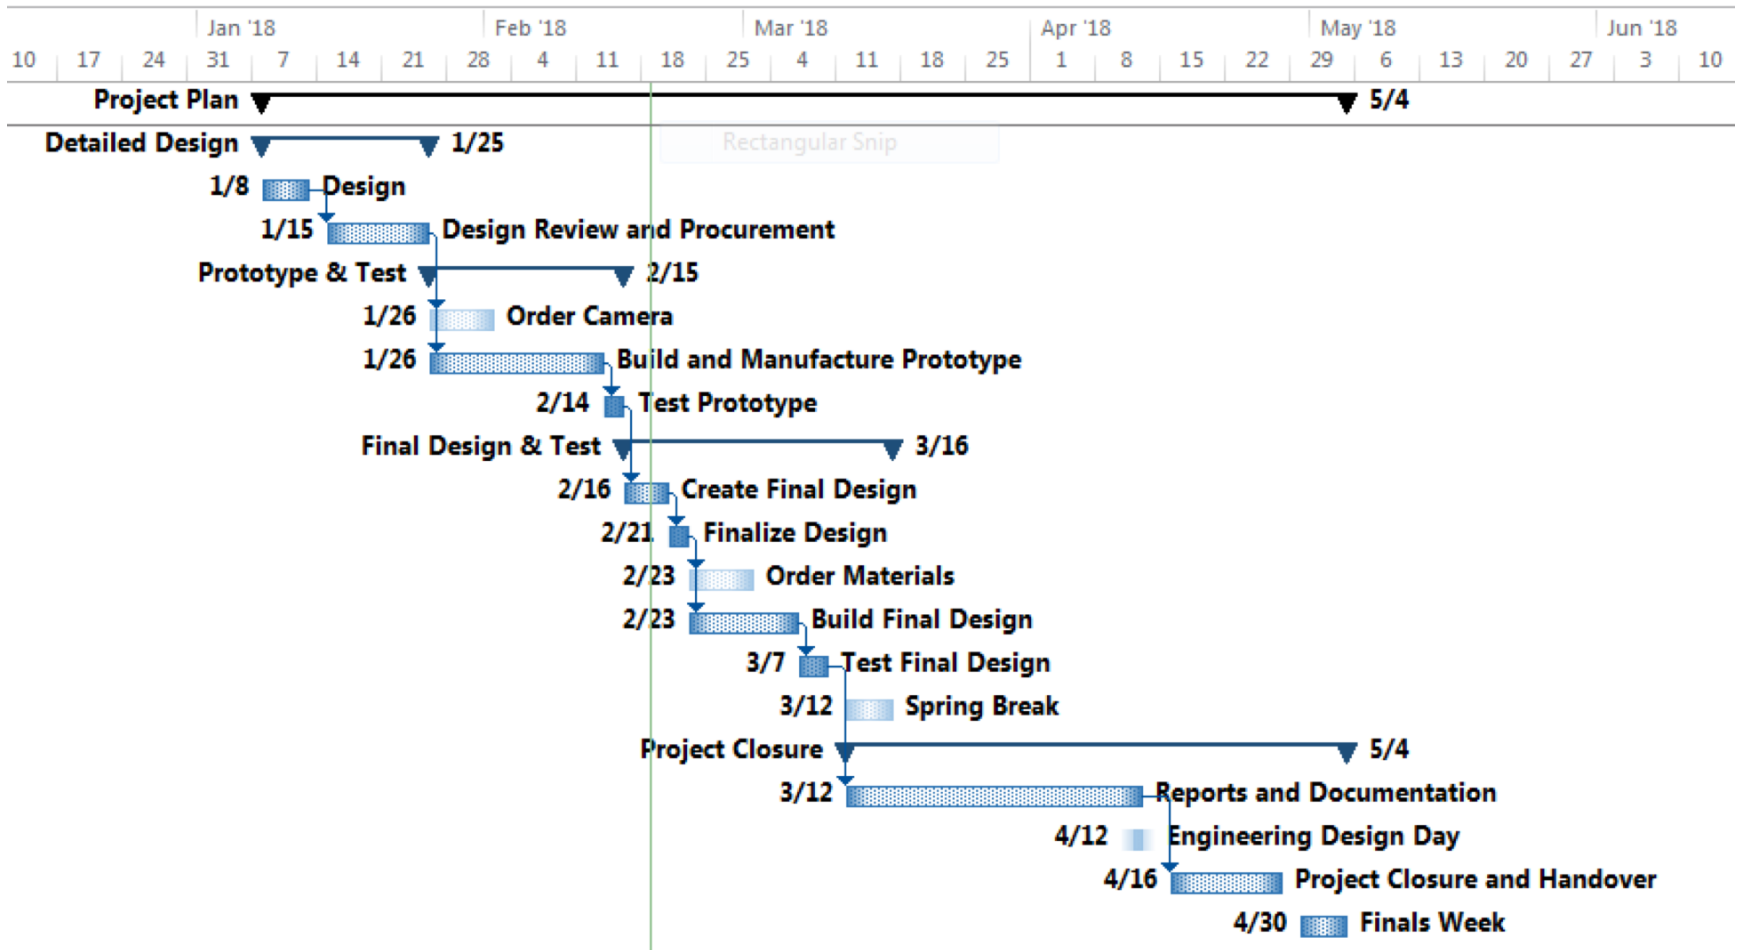 Jan '18 Feb '18 Mar '18 Apr '18 May '18 Jun '18
10 17 24 31 7 14 21 28 4 11 18 25 4 11 18 25 1 8 15 22 29 6 13 20 27 3 10
Project Plan 5/4
Detailed Design 1/25 Rectangular Snip
1/8 Design
1/15 Design Review and Procurement
Prototype & Test 2/15
1/26 Order Camera
1/26 Build and Manufacture Prototype
2/14 Test Prototype
Final Design & Test 3/16
2/16 Create Final Design
2/21 Finalize Design
2/23 Order Materials
2/23 Build Final Design
3/7 Test Final Design
3/12 Spring Break
Project Closure 5/4
3/12 Reports and Documentation
4/12 Engineering Design Day
4/16 Project Closure and Handover
4/30 Finals Week